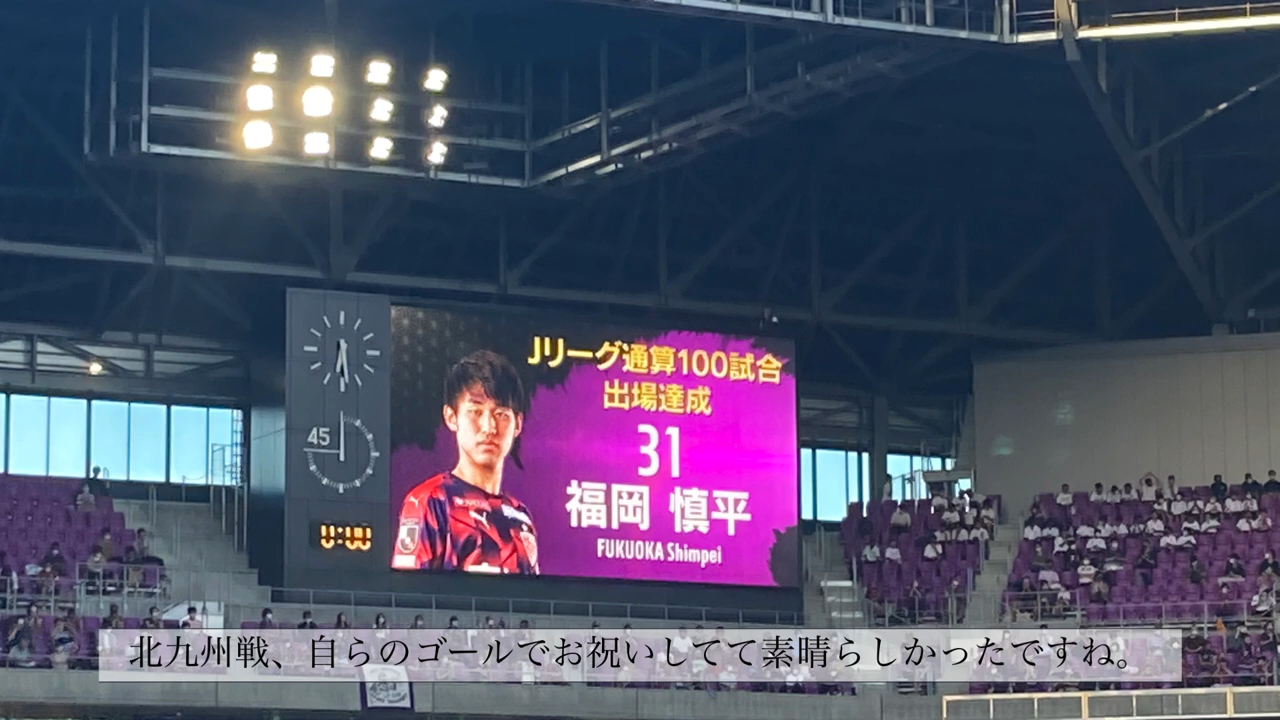 Jリーグ通算100試合
出場達成
31
福岡 慎平
FUKUOKA Shimpei
45
北九州戦、自らのゴールでお祝いしてて素晴らしかったですね。